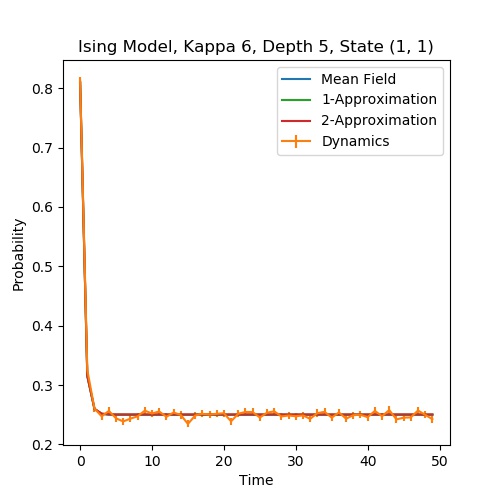 Ising Model, Kappa 6, Depth 5, State (1, 1)
Mean Field
1-Approximation
2-Approximation
Dynamics
Probability
0.8
0.7
0.6
0.5
0.4
0.3
0.2
0 10 20 30 40 50
Time